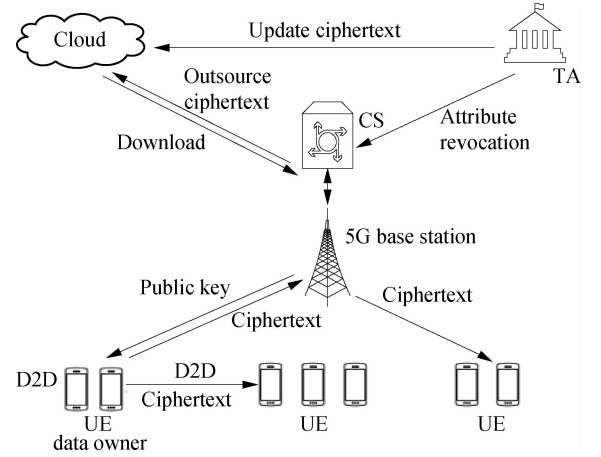 Cloud
Update ciphertext
TA
Outsource
ciphertext
Download
CS
Attribute
revocation
5G base station
Public key
Ciphertext
Ciphertext
D2D
D2D
Ciphertext
UE
data owner
UE
UE